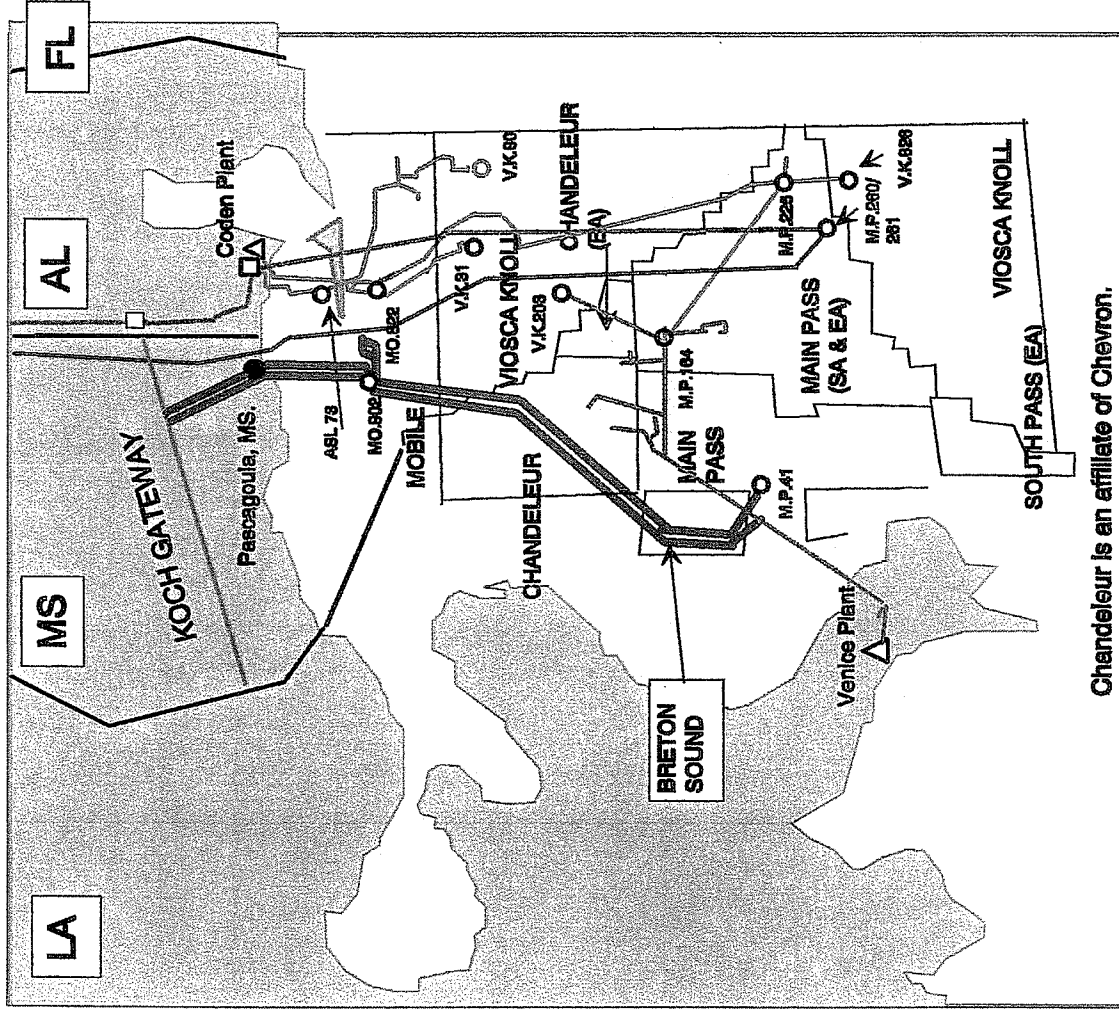 LA
MS
AL
FL
KOCH GATEWAY
Pascagoula, MS.
Coden Plant
ASL 73
MO.902
MO.822
MOBILE
V.K.31
V.K.90
VIOSCA KNOLL
CHANDELEUR
CHANDELEUR
(EA)
V.K.203
M.P.164
MAIN
PASS
M.P.225
M.P.41
M.P.260/
261
V.K.826
MAIN PASS
(SA & EA)
BRETON
SOUND
Venice Plant
SOUTH PASS (EA)
VIOSCA KNOLL
Chandeleur is an affiliate of Chevron.